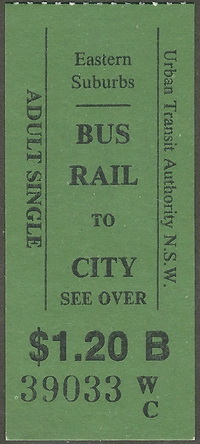 Eastern
Suburbs
BUS
RAIL
TO
CITY
SEE OVER
ADULT SINGLE
Urban Transit Authority N.S.W.
$1.20 B
39033 W
C